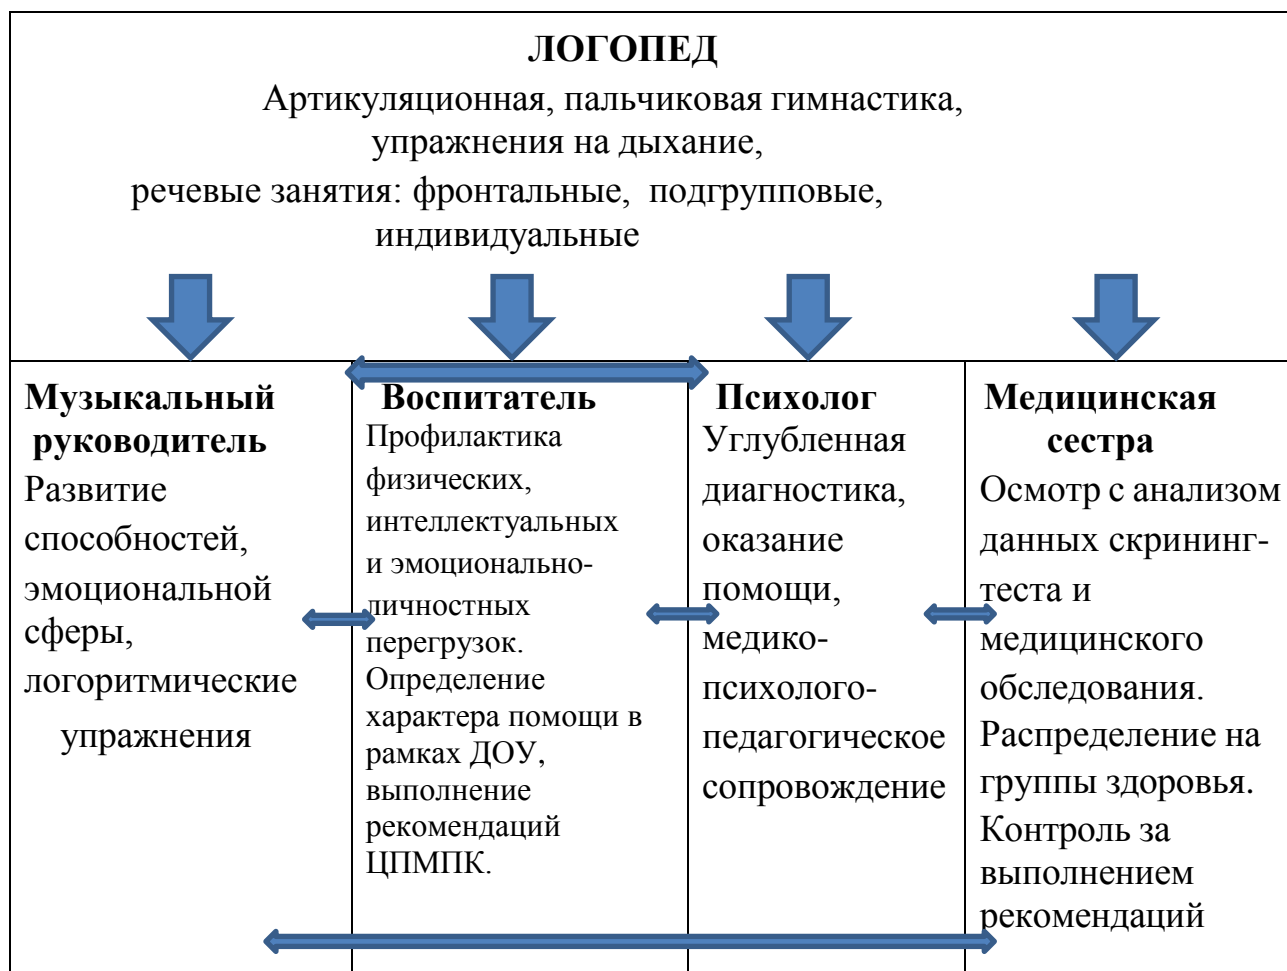 ЛОГОПЕД
Артикуляционная, пальчиковая гимнастика,
упражнения на дыхание,
речевые занятия: фронтальные, подгрупповые,
индивидуальные
Музыкальный
руководитель
Развитие
способностей,
эмоциональной
сферы,
логоритмические
упражнения
Воспитатель
Профилактика
физических,
интеллектуальных
и эмоционально-
личностных
перегрузок.
Определение
характера помощи в
рамках ДОУ,
выполнение
рекомендаций
ЦПМПК.
Психолог
Углубленная
диагностика,
оказание
помощи,
медико-
психолого-
педагогическое
сопровождение
Медицинская
сестра
Осмотр с анализом
данных скрининг-
теста и
медицинского
обследования.
Распределение на
группы здоровья.
Контроль за
выполнением
рекомендаций